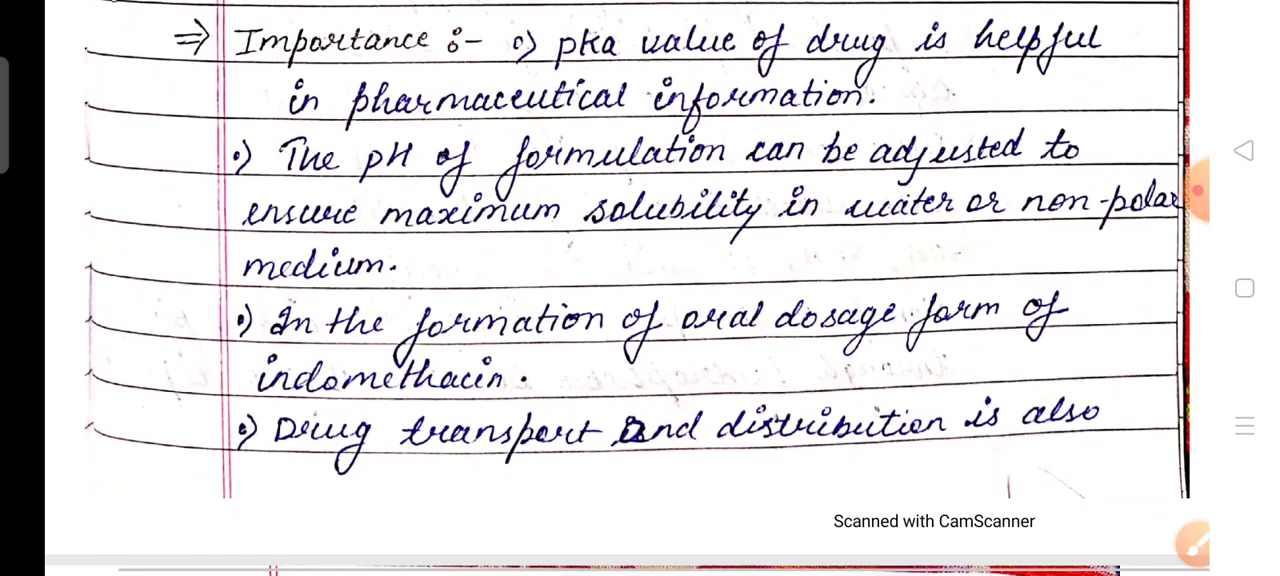 ⇒ Importance :- •) pka value of drug is helpful
in pharmaceutical information.
•) The pH of formulation can be adjusted to
ensure maximum solubility in water or non-polar
medium.
•) In the formation of oral dosage form of
indomethacin.
•) Drug transport and distribution is also
Scanned with CamScanner